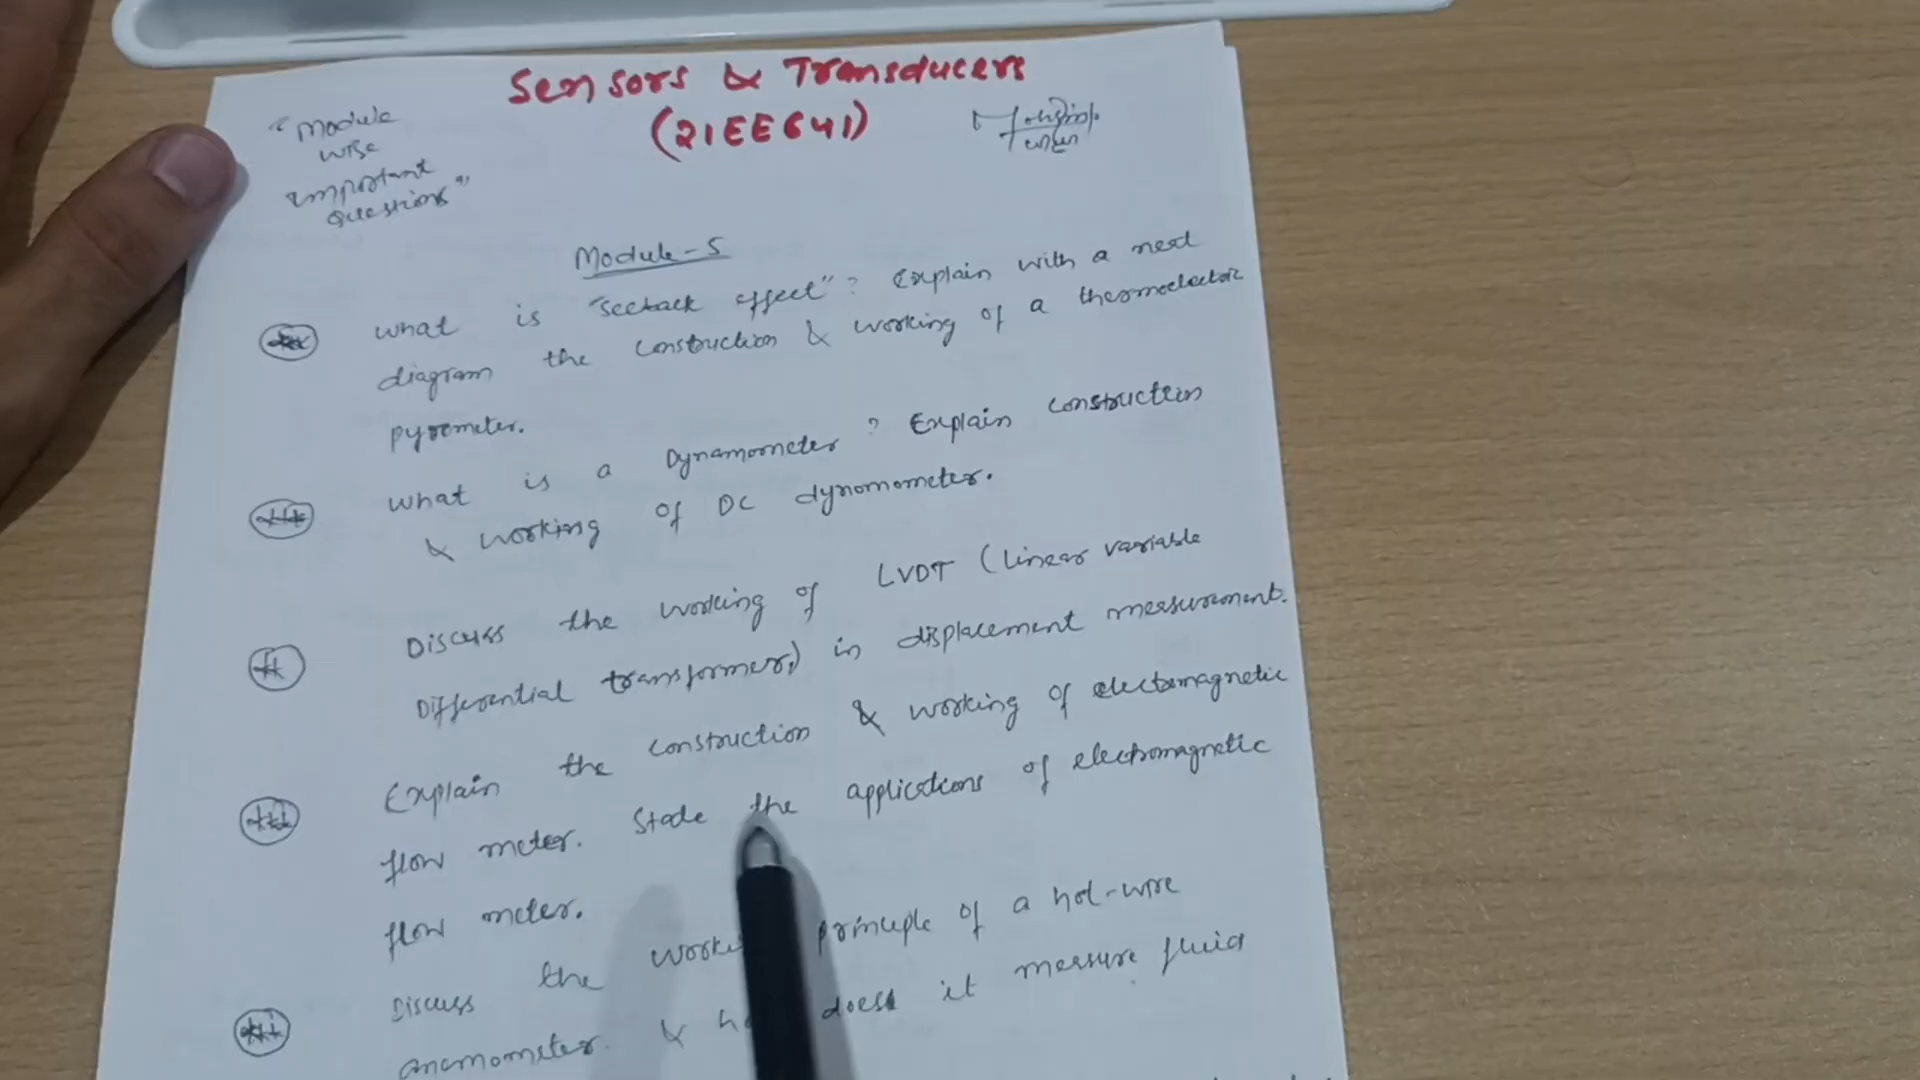 Sensors & Transducers
(21EE641)
"Module
wise
important
Questions"
Module-5
what is "seeback effect"? Explain with a neat
diagram the construction & working of a thermoelectric
pyrometer.
what is a Dynamometer? Explain construction
& working of DC dynomometer.
Discuss the working of LVDT (Linear variable
Differential transformer,) in displacement measurement.
Explain the construction & working of electromagnetic
flow meter. State the applications of electromagnetic
flow meter.
Discuss the principle of a hot-wire
anemometer. & does it measure fluid